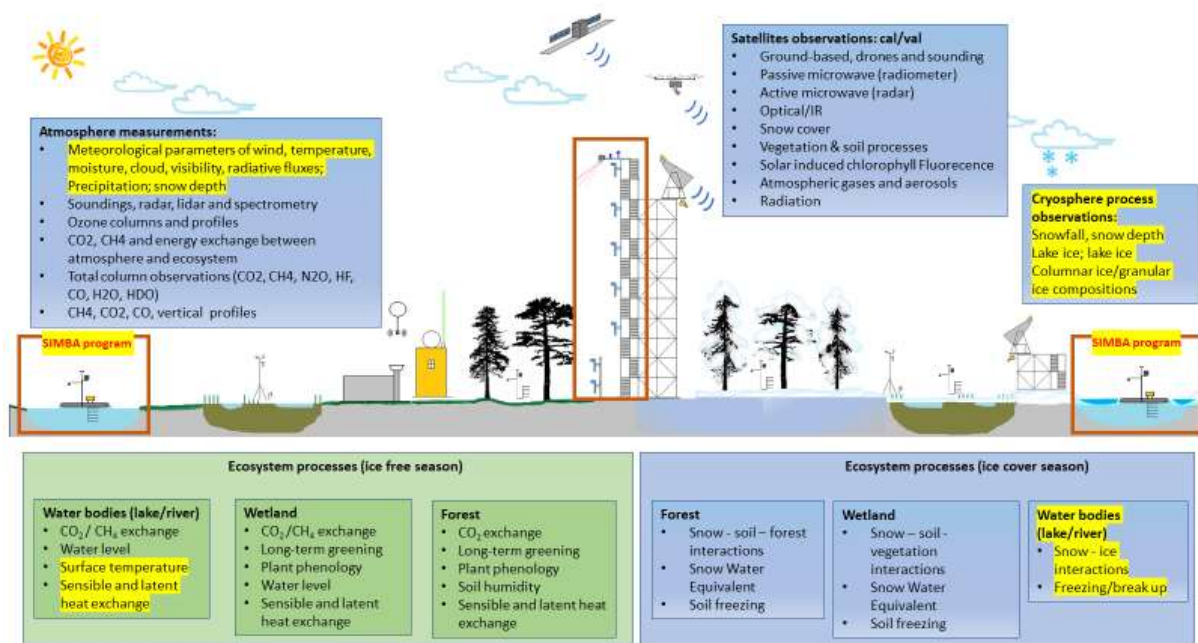 Satellites observations: cal/val
• Ground-based, drones and sounding
• Passive microwave (radiometer)
• Active microwave (radar)
• Optical/IR
• Snow cover
• Vegetation & soil processes
• Solar induced chlorophyll Fluorecence
• Atmospheric gases and aerosols
• Radiation
Atmosphere measurements:
• Meteorological parameters of wind, temperature,
moisture, cloud, visibility, radiative fluxes;
Precipitation; snow depth
• Soundings, radar, lidar and spectrometry
• Ozone columns and profiles
• CO2, CH4 and energy exchange between
atmosphere and ecosystem
• Total column observations (CO2, CH4, N2O, HF,
CO, H2O, HDO)
• CH4, CO2, CO, vertical profiles
Cryosphere process
observations:
Snowfall, snow depth
Lake ice; lake ice
Columnar ice/granular
ice compositions
SIMBA program
SIMBA program
Ecosystem processes (ice free season)
Water bodies (lake/river)
• CO₂/ CH₄ exchange
• Water level
• Surface temperature
• Sensible and latent
heat exchange
Wetland
• CO₂/CH₄ exchange
• Long-term greening
• Plant phenology
• Water level
• Sensible and latent
heat exchange
Forest
• CO₂ exchange
• Long-term greening
• Plant phenology
• Soil humidity
• Sensible and latent heat
exchange
Ecosystem processes (ice cover season)
Forest
• Snow - soil – forest
interactions
• Snow Water
Equivalent
• Soil freezing
Wetland
• Snow – soil -
vegetation
interactions
• Snow Water
Equivalent
• Soil freezing
Water bodies
(lake/river)
• Snow - ice
interactions
• Freezing/break up